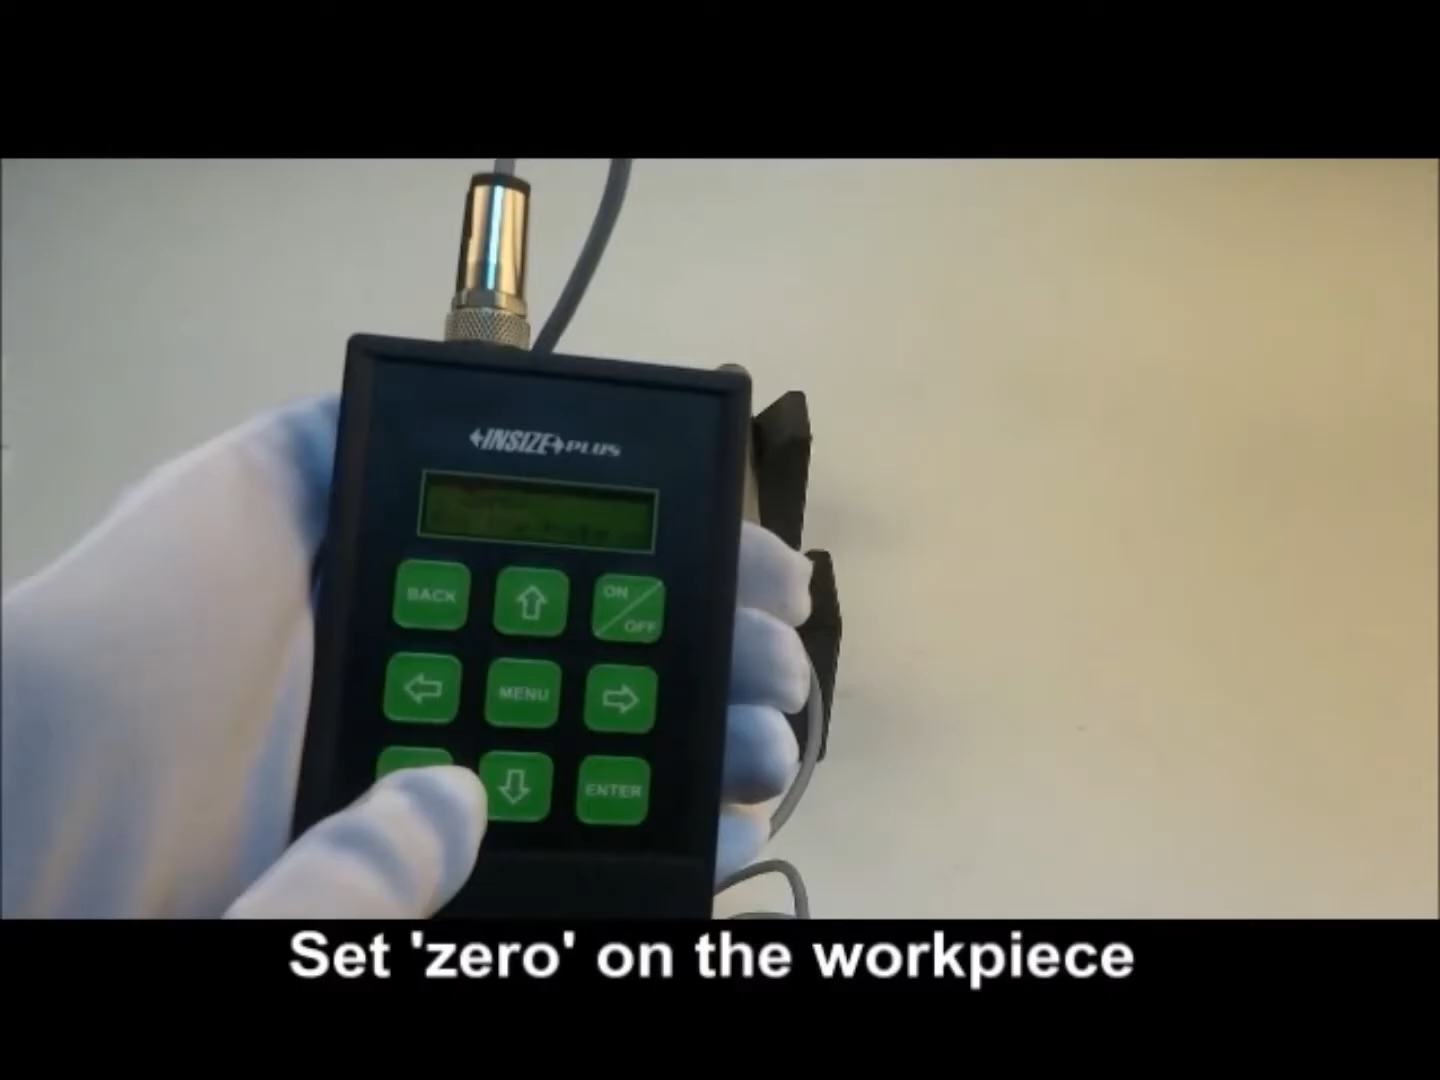 INSIZE PLUS
BACK
ON
OFF
MENU
ENTER
Set 'zero' on the workpiece